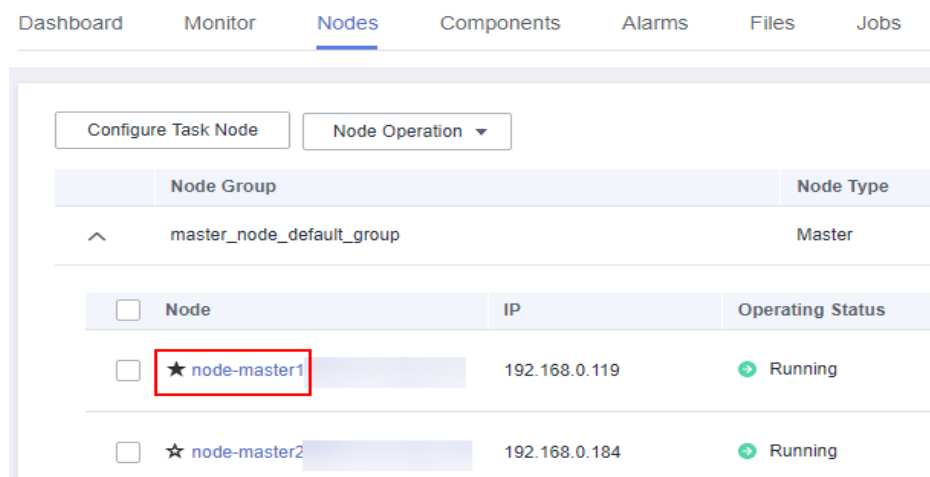 Dashboard Monitor Nodes Components Alarms Files Jobs
Configure Task Node Node Operation
Node Group Node Type
master_node_default_group Master
Node IP Operating Status
node-master1 192.168.0.119 Running
node-master2 192.168.0.184 Running